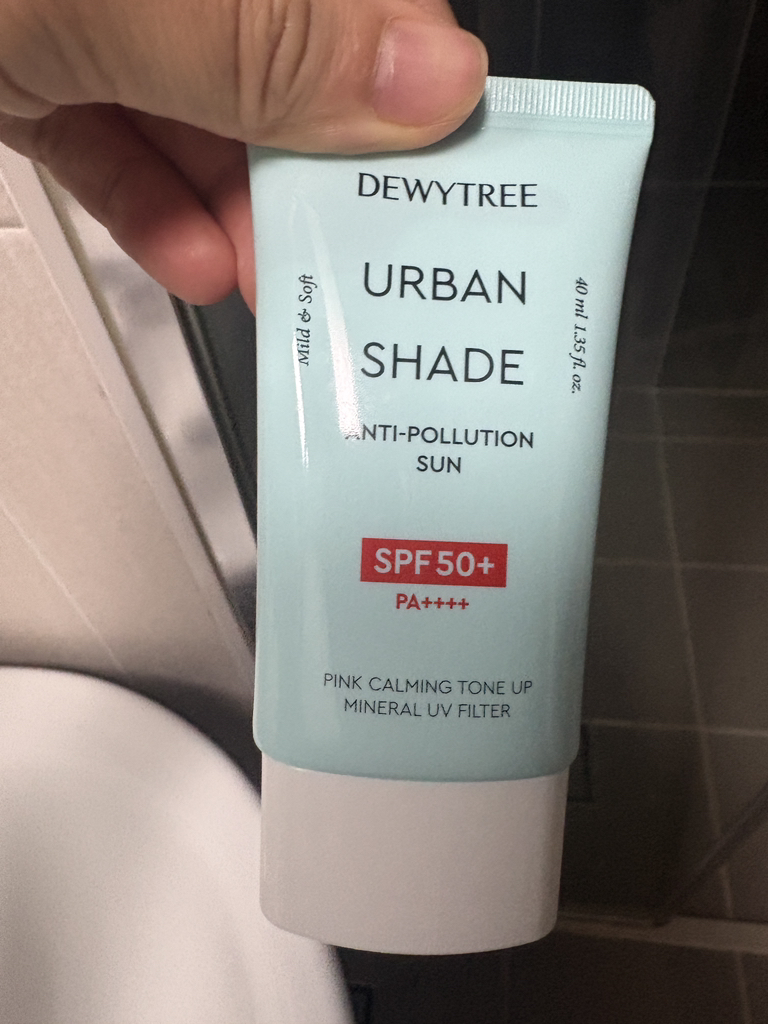 DEWYTREE
URBAN
SHADE
Mild & Soft
40 ml 1.35 fl. oz.
ANTI-POLLUTION
SUN
SPF 50+
PA++++
PINK CALMING TONE UP
MINERAL UV FILTER